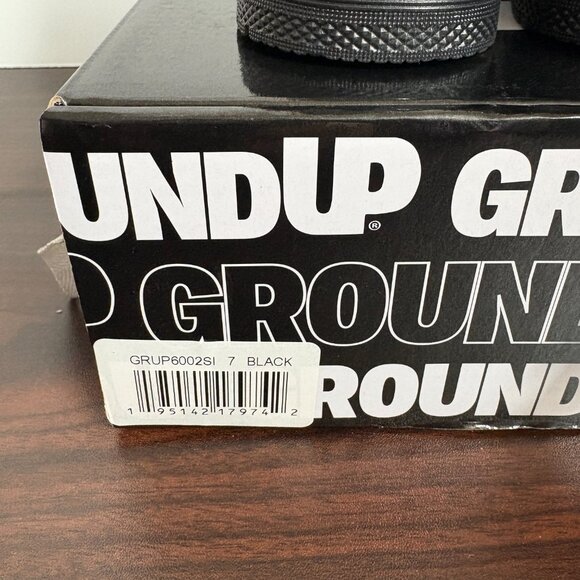 UNDUP® GR
P GROUN
GRUP6002SI 7 BLACK
1 95142 17974 2
ROUND